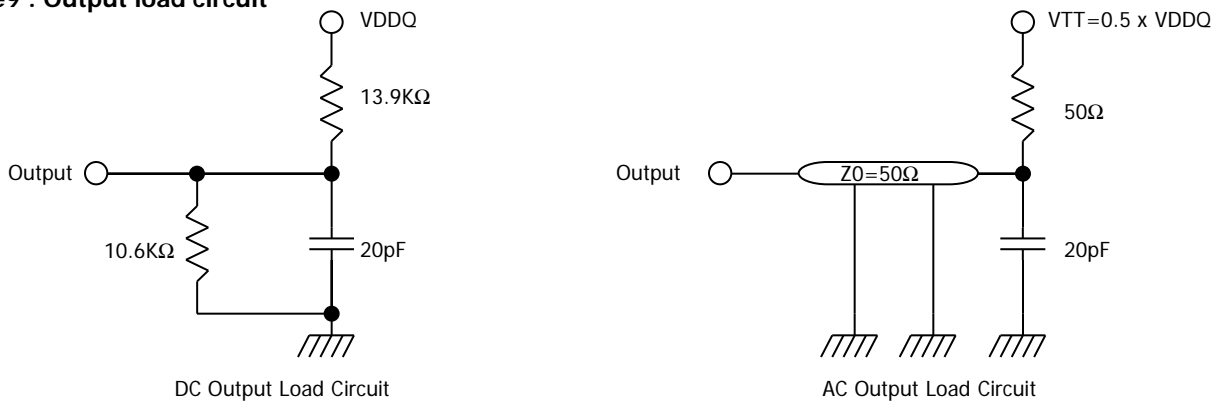 : Output load circuit
VDDQ
13.9KΩ
Output
10.6KΩ
20pF
DC Output Load Circuit
VTT=0.5 x VDDQ
50Ω
Output
Z0=50Ω
20pF
AC Output Load Circuit